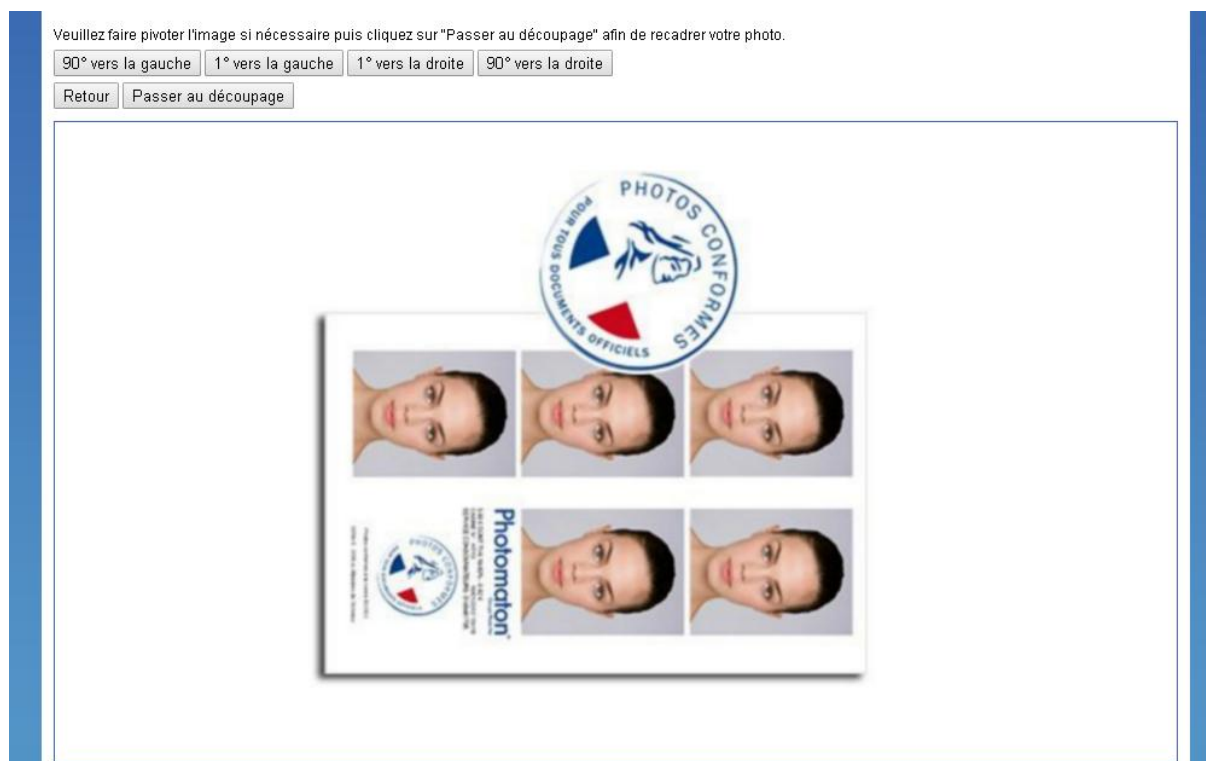 Veuillez faire pivoter l'image si nécessaire puis cliquez sur "Passer au découpage" afin de recadrer votre photo.
90° vers la gauche 1° vers la gauche 1° vers la droite 90° vers la droite
Retour Passer au découpage
PHOTOS CONFORMES
POUR TOUS DOCUMENTS OFFICIELS
Photomaton
PHOTOS CONFORMES